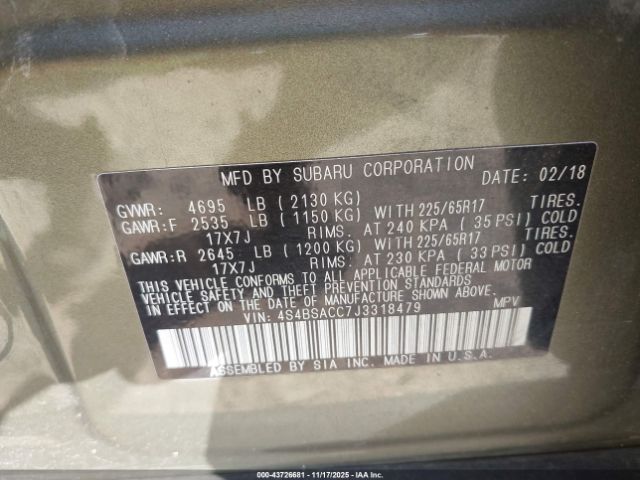 MFD BY SUBARU CORPORATION DATE: 02/18
GVWR: 4695 LB ( 2130 KG)
GAWR:F 2535 LB ( 1150 KG) WITH 225/65R17 TIRES.
17X7J RIMS. AT 240 KPA ( 35 PSI) COLD
GAWR:R 2645 LB ( 1200 KG) WITH 225/65R17 TIRES.
17X7J RIMS. AT 230 KPA ( 33 PSI) COLD
THIS VEHICLE CONFORMS TO ALL APPLICABLE FEDERAL MOTOR
VEHICLE SAFETY AND THEFT PREVENTION STANDARDS
IN EFFECT ON THE DATE OF MANUFACTURE SHOWN ABOVE.
VIN: 4S4BSACC7J3318479 MPV
ASSEMBLED BY SIA INC. MADE IN U.S.A.
000-43726681 - 11/17/2025 - IAA Inc.